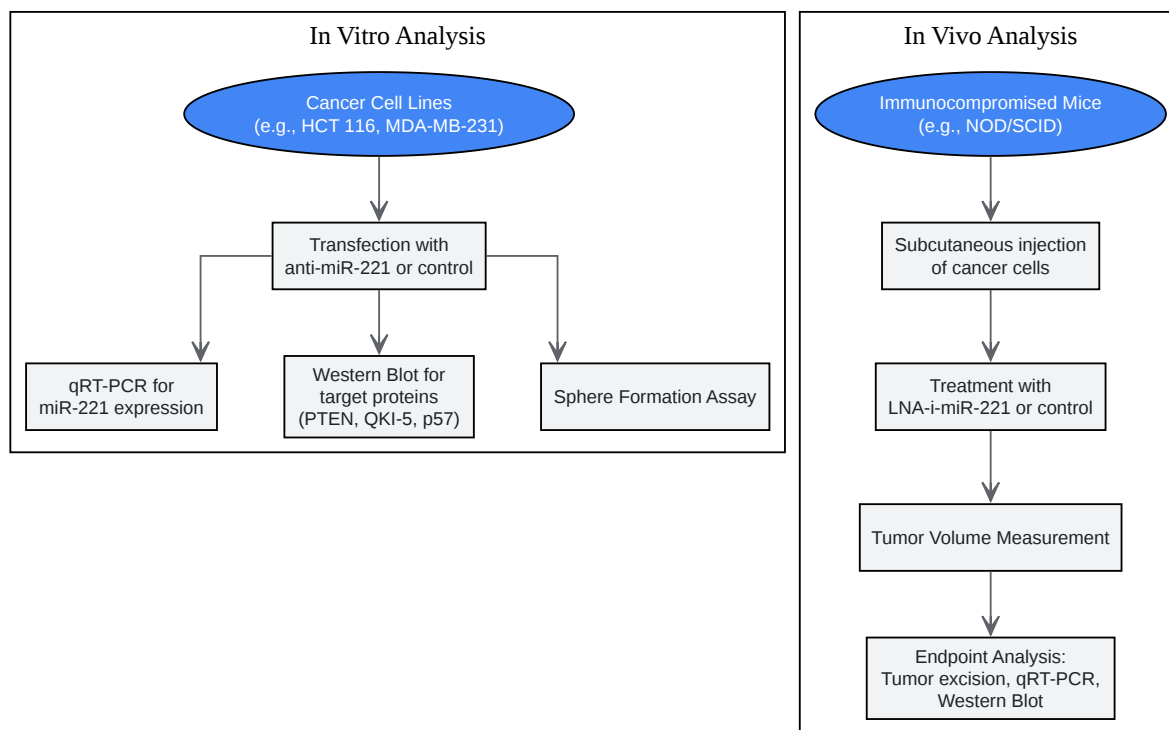 In Vitro Analysis
Cancer Cell Lines
(e.g., HCT 116, MDA-MB-231)
Transfection with
anti-miR-221 or control
qRT-PCR for
miR-221 expression
Western Blot for
target proteins
(PTEN, QKI-5, p57)
Sphere Formation Assay
In Vivo Analysis
Immunocompromised Mice
(e.g., NOD/SCID)
Subcutaneous injection
of cancer cells
Treatment with
LNA-i-miR-221 or control
Tumor Volume Measurement
Endpoint Analysis:
Tumor excision, qRT-PCR,
Western Blot